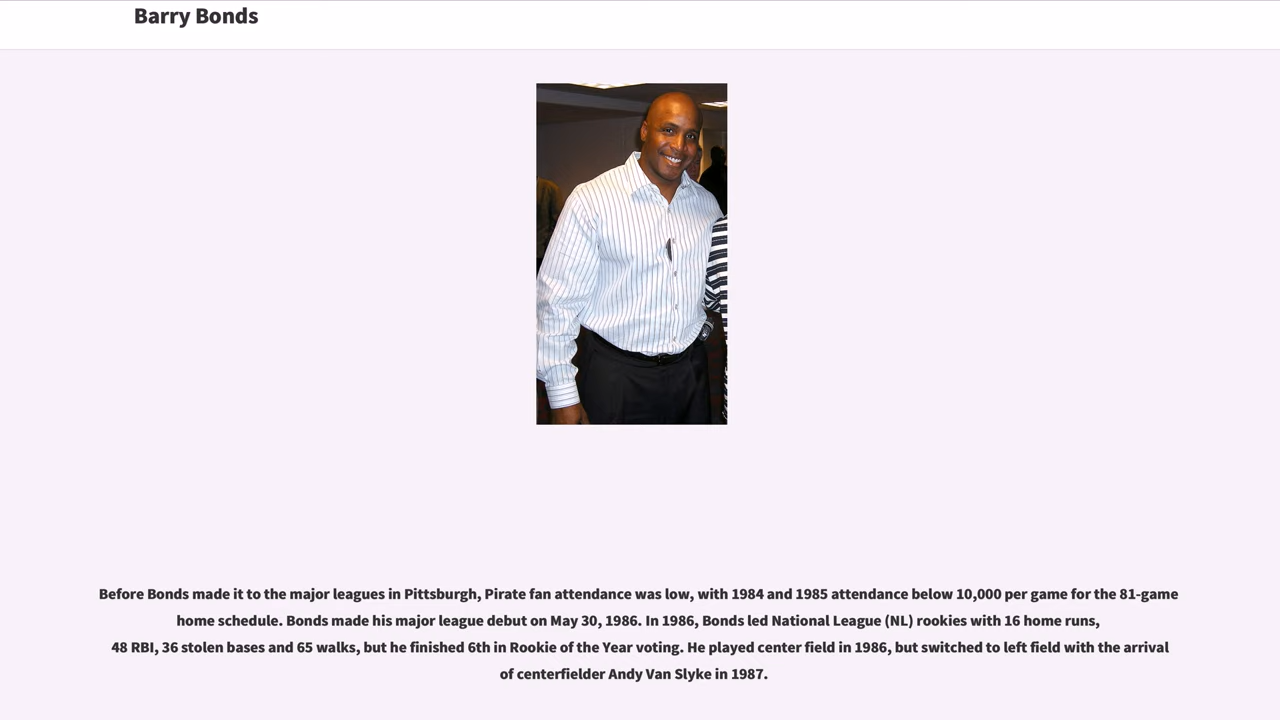 Barry Bonds
Before Bonds made it to the major leagues in Pittsburgh, Pirate fan attendance was low, with 1984 and 1985 attendance below 10,000 per game for the 81-game
home schedule. Bonds made his major league debut on May 30, 1986. In 1986, Bonds led National League (NL) rookies with 16 home runs,
48 RBI, 36 stolen bases and 65 walks, but he finished 6th in Rookie of the Year voting. He played center field in 1986, but switched to left field with the arrival
of centerfielder Andy Van Slyke in 1987.